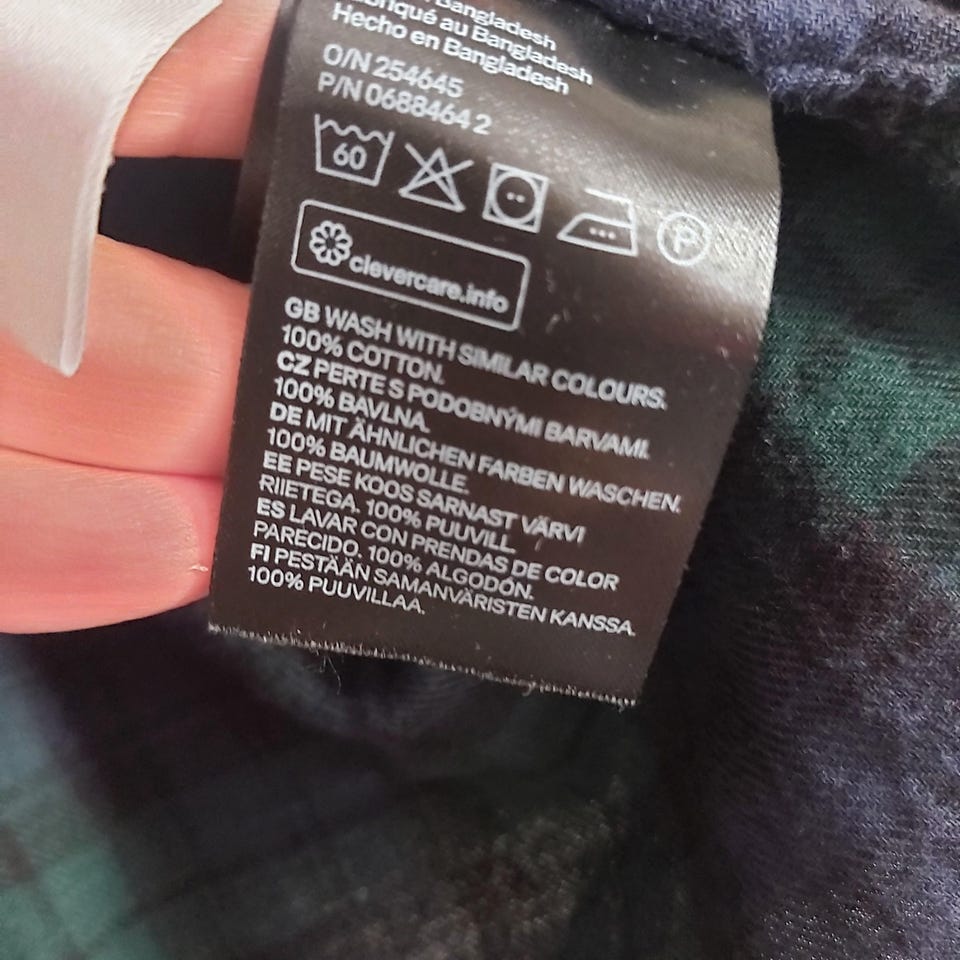 Bangladesh
Fabriqué au Bangladesh
Hecho en Bangladesh
O/N 254645
P/N 0688464 2
60
P
clevercare.info
GB WASH WITH SIMILAR COLOURS.
100% COTTON.
CZ PERTE S PODOBNÝMI BARVAMI.
100% BAVLNA.
DE MIT ÄHNLICHEN FARBEN WASCHEN.
100% BAUMWOLLE.
EE PESE KOOS SARNAST VÄRVI
RIIETEGA. 100% PUUVILL.
ES LAVAR CON PRENDAS DE COLOR
PARECIDO. 100% ALGODÓN.
FI PESTÄÄN SAMANVÄRISTEN KANSSA.
100% PUUVILLAA.